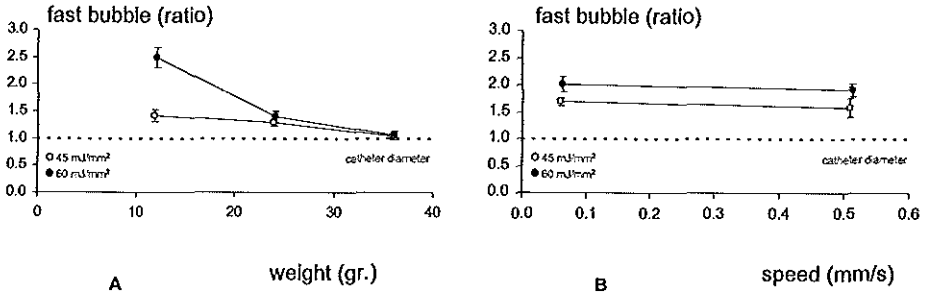 fast bubble (ratio)
3.0
2.5
2.0
1.5
1.0
0.5
0.0
catheter diameter
45 mJ/mm²
60 mJ/mm²
0 10 20 30 40
weight (gr.)
A
fast bubble (ratio)
3.0
2.5
2.0
1.5
1.0
0.5
0.0
catheter diameter
45 mJ/mm²
60 mJ/mm²
0.0 0.1 0.2 0.3 0.4 0.5 0.6
speed (mm/s)
B